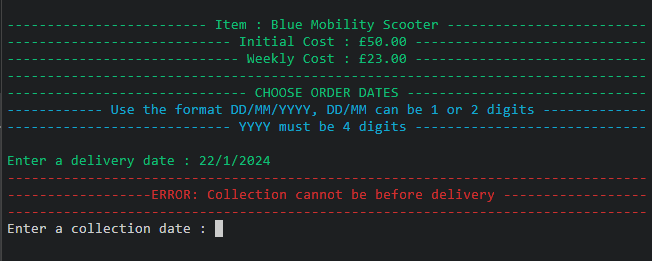 ------------------------- Item : Blue Mobility Scooter -------------------------
---------------------------- Initial Cost : £50.00 -----------------------------
----------------------------- Weekly Cost : £23.00 -----------------------------
--------------------------------------------------------------------------------
------------------------------ CHOOSE ORDER DATES ------------------------------
------------ Use the format DD/MM/YYYY, DD/MM can be 1 or 2 digits -------------
---------------------------- YYYY must be 4 digits -----------------------------
Enter a delivery date : 22/1/2024
--------------------------------------------------------------------------------
------------------ERROR: Collection cannot be before delivery ------------------
--------------------------------------------------------------------------------
Enter a collection date :